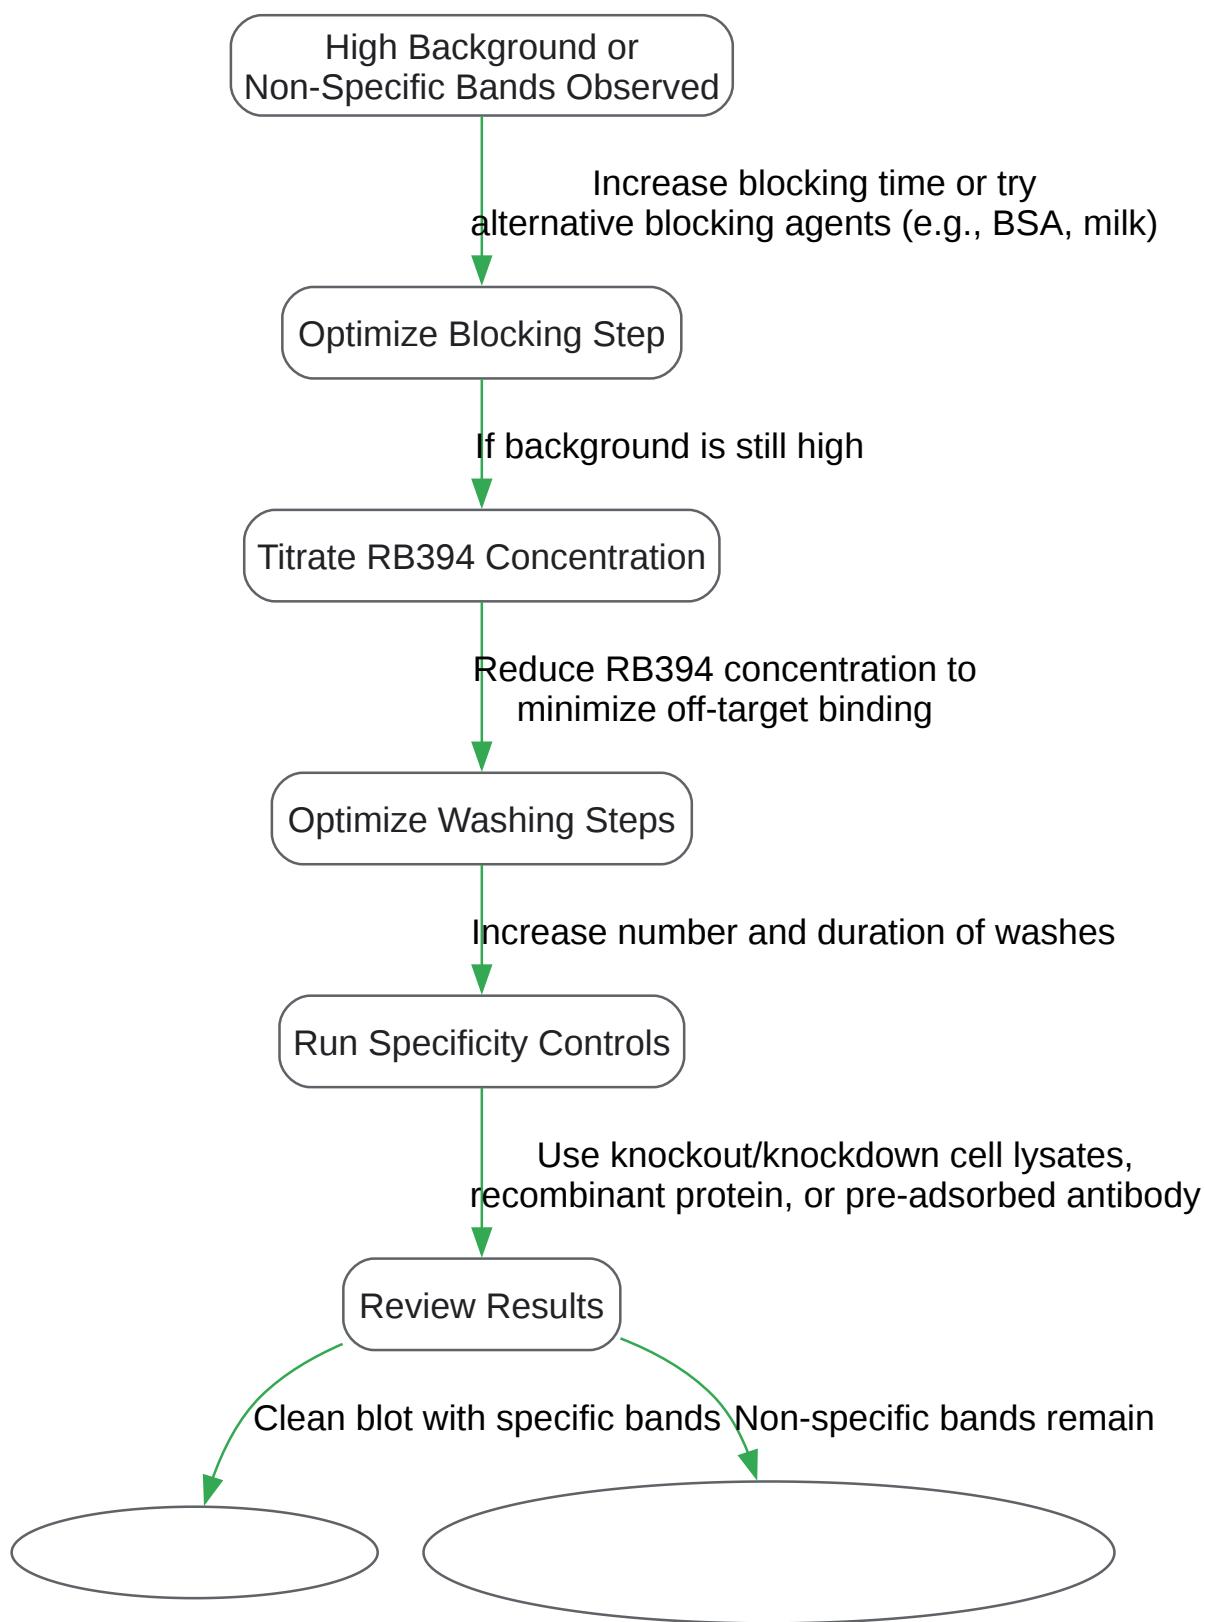 High Background or
Non-Specific Bands Observed
Increase blocking time or try
alternative blocking agents (e.g., BSA, milk)
Optimize Blocking Step
If background is still high
Titrate RB394 Concentration
Reduce RB394 concentration to
minimize off-target binding
Optimize Washing Steps
Increase number and duration of washes
Run Specificity Controls
Use knockout/knockdown cell lysates,
recombinant protein, or pre-adsorbed antibody
Review Results
Clean blot with specific bands
Non-specific bands remain